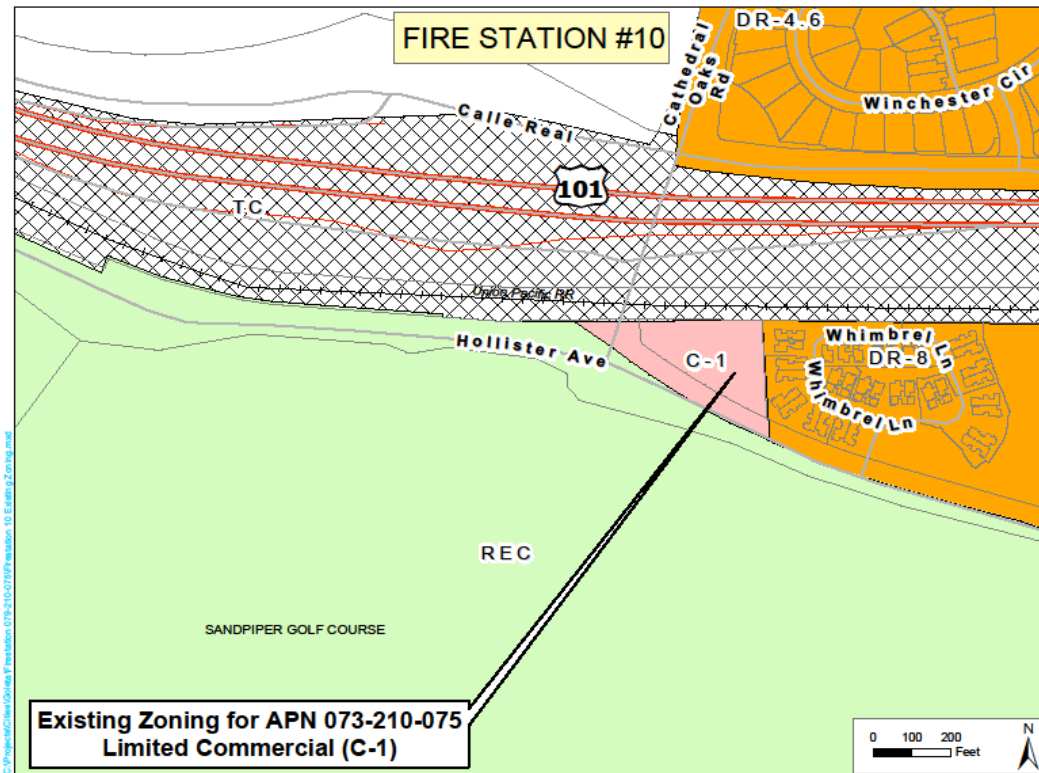 FIRE STATION #10
DR-4.6
Cathedral
Oaks
Rd
Winchester Cir
Calle Real
101
TC
Union Pacific RR
Hollister Ave
C-1
Whimbrel Ln
DR-8
Whimbrel Ln
REC
SANDPIPER GOLF COURSE
Existing Zoning for APN 073-210-075
Limited Commercial (C-1)
0 100 200
Feet
N